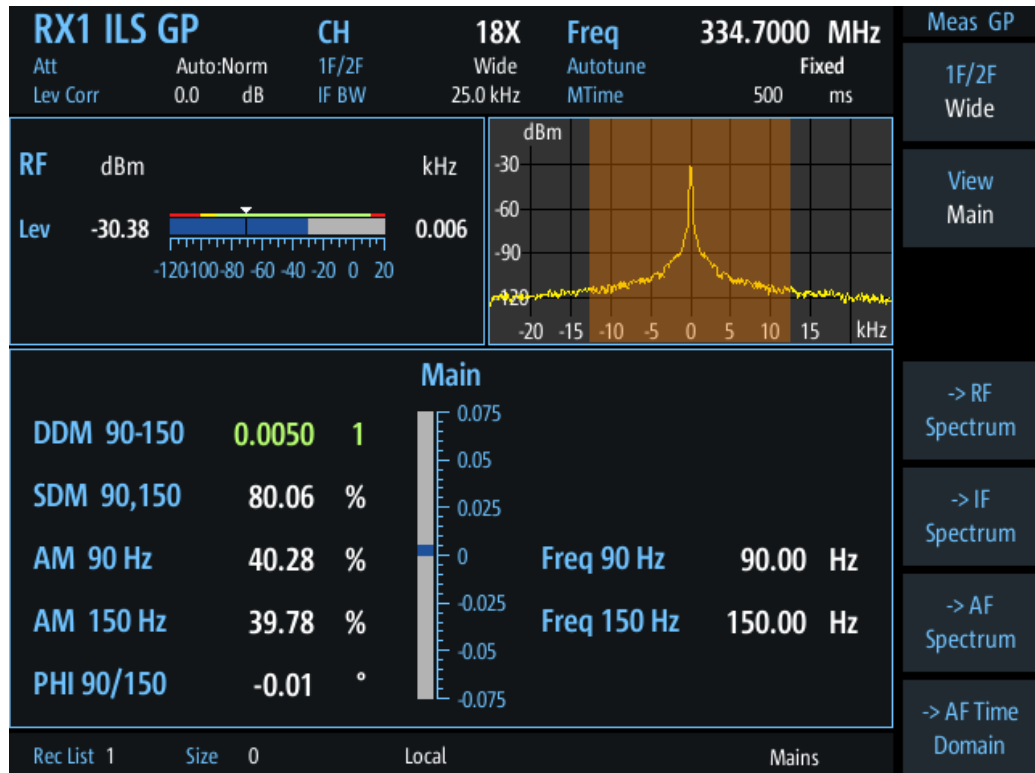 RX1 ILS GP CH 18X Freq 334.7000 MHz
Att Auto:Norm 1F/2F Wide Autotune Fixed
Lev Corr 0.0 dB IF BW 25.0 kHz MTime 500 ms
RF dBm kHz
Lev -30.38 0.006
-120 -100 -80 -60 -40 -20 0 20
dBm
-30
-60
-90
-120
-20 -15 -10 -5 0 5 10 15 kHz
Main
DDM 90-150 0.0050 1
SDM 90,150 80.06 %
AM 90 Hz 40.28 %
AM 150 Hz 39.78 %
PHI 90/150 -0.01 °
0.075
0.05
0.025
0
-0.025
-0.05
-0.075
Freq 90 Hz 90.00 Hz
Freq 150 Hz 150.00 Hz
Rec List 1 Size 0 Local Mains
Meas GP
1F/2F
Wide
View
Main
-> RF
Spectrum
-> IF
Spectrum
-> AF
Spectrum
-> AF Time
Domain